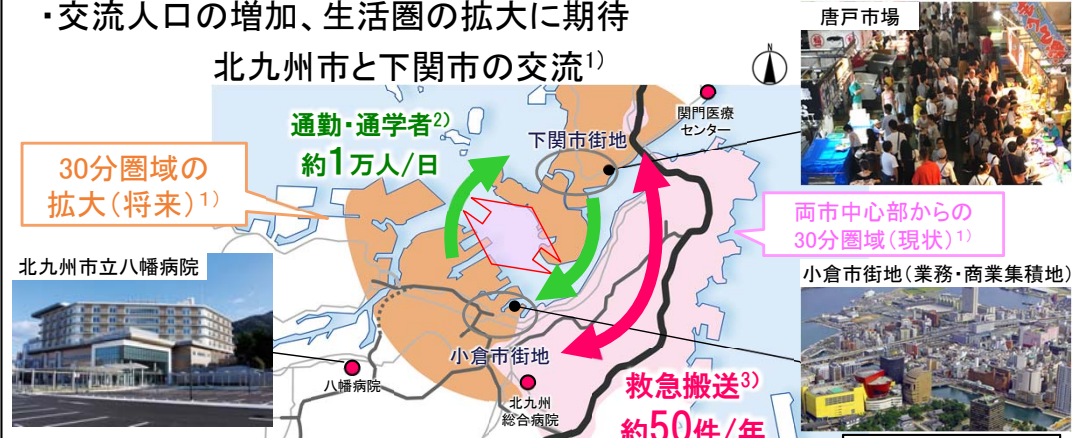 ・交流人口の増加、生活圏の拡大に期待
北九州市と下関市の交流1)
N
唐戸市場
関門医療
センター
通勤・通学者2)
約1万人/日
下関市街地
30分圏域の
拡大(将来)1)
両市中心部からの
30分圏域(現状)1)
北九州市立八幡病院
小倉市街地(業務・商業集積地)
小倉市街地
八幡病院
北九州
総合病院
救急搬送3)
約50件/年